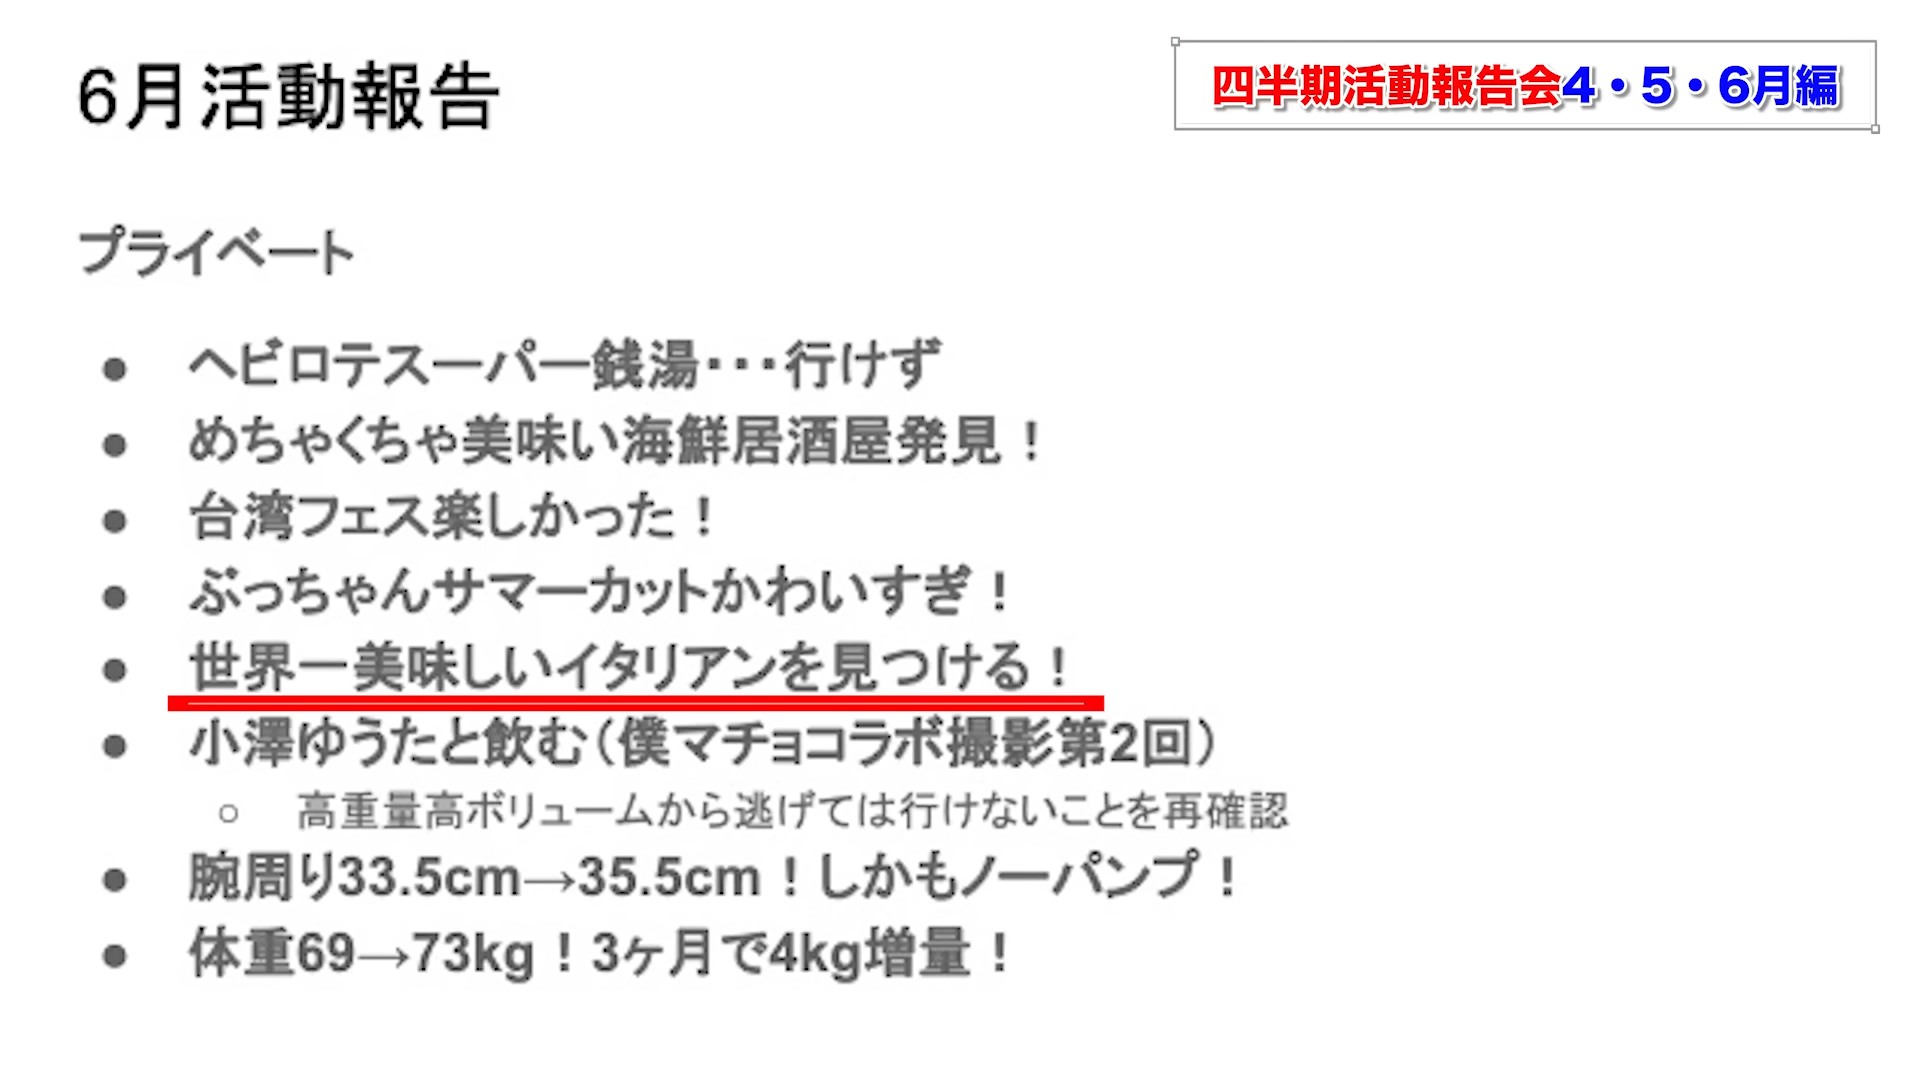 6月活動報告
四半期活動報告会4・5・6月編
プライベート
● ヘビロテスーパー銭湯・・・行けず
● めちゃくちゃ美味い海鮮居酒屋発見！
● 台湾フェス楽しかった！
● ぶっちゃんサマーカットかわいすぎ！
● 世界一美味しいイタリアンを見つける！
● 小澤ゆうたと飲む（僕マチョコラボ撮影第2回）
○ 高重量高ボリュームから逃げては行けないことを再確認
● 腕周り33.5cm→35.5cm！しかもノーパンプ！
● 体重69→73kg！3ヶ月で4kg増量！